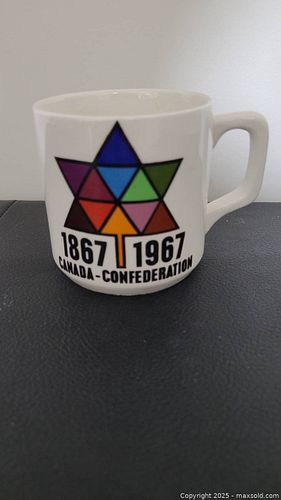 1867 1967
CANADA-CONFEDERATION
Copyright 2025 - maxsold.com